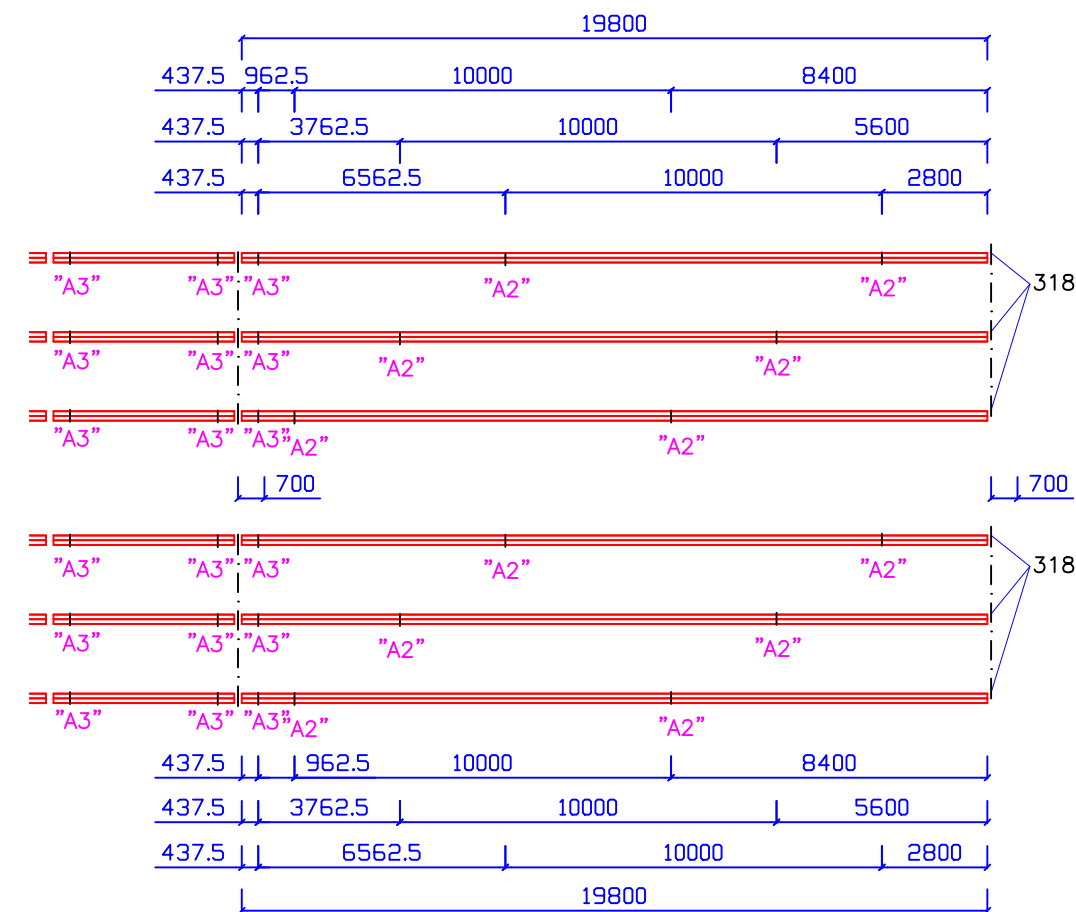 19800
437.5 962.5 10000 8400
437.5 3762.5 10000 5600
437.5 6562.5 10000 2800
"A3" "A3" "A3" "A2" "A2" 318
"A3" "A3" "A3" "A2" "A2"
"A3" "A3" "A3" "A2" "A2"
700 700
"A3" "A3" "A3" "A2" "A2" 318
"A3" "A3" "A3" "A2" "A2"
"A3" "A3" "A3" "A2" "A2"
437.5 962.5 10000 8400
437.5 3762.5 10000 5600
437.5 6562.5 10000 2800
19800